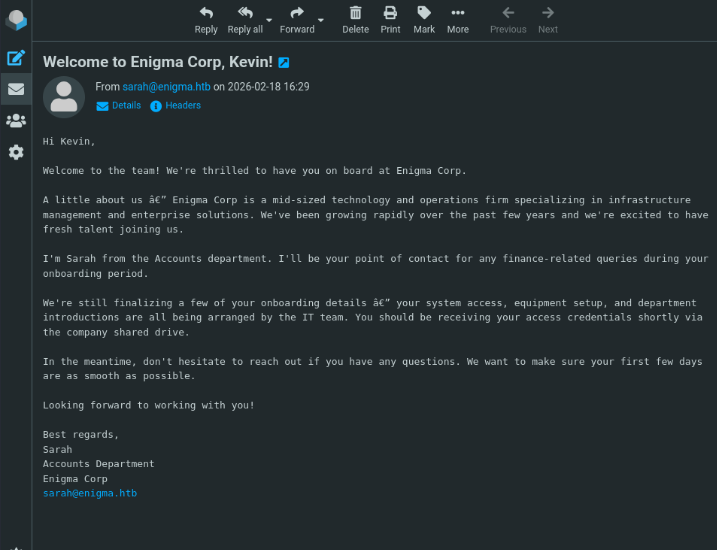 Reply Reply all Forward Delete Print Mark More Previous Next
Welcome to Enigma Corp, Kevin!
From sarah@enigma.htb on 2026-02-18 16:29
Details Headers
Hi Kevin,
Welcome to the team! We're thrilled to have you on board at Enigma Corp.
A little about us â€” Enigma Corp is a mid-sized technology and operations firm specializing in infrastructure
management and enterprise solutions. We've been growing rapidly over the past few years and we're excited to have
fresh talent joining us.
I'm Sarah from the Accounts department. I'll be your point of contact for any finance-related queries during your
onboarding period.
We're still finalizing a few of your onboarding details â€” your system access, equipment setup, and department
introductions are all being arranged by the IT team. You should be receiving your access credentials shortly via
the company shared drive.
In the meantime, don't hesitate to reach out if you have any questions. We want to make sure your first few days
are as smooth as possible.
Looking forward to working with you!
Best regards,
Sarah
Accounts Department
Enigma Corp
sarah@enigma.htb